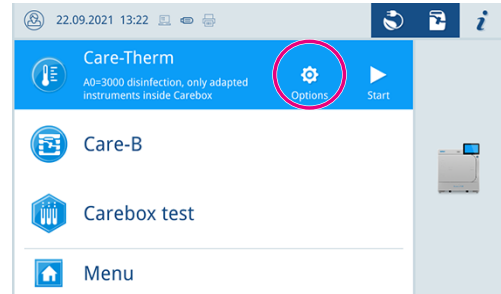 22.09.2021 13:22
i
Care-Therm
A0=3000 disinfection, only adapted
instruments inside Carebox
Options
Start
Care-B
Carebox test
Menu